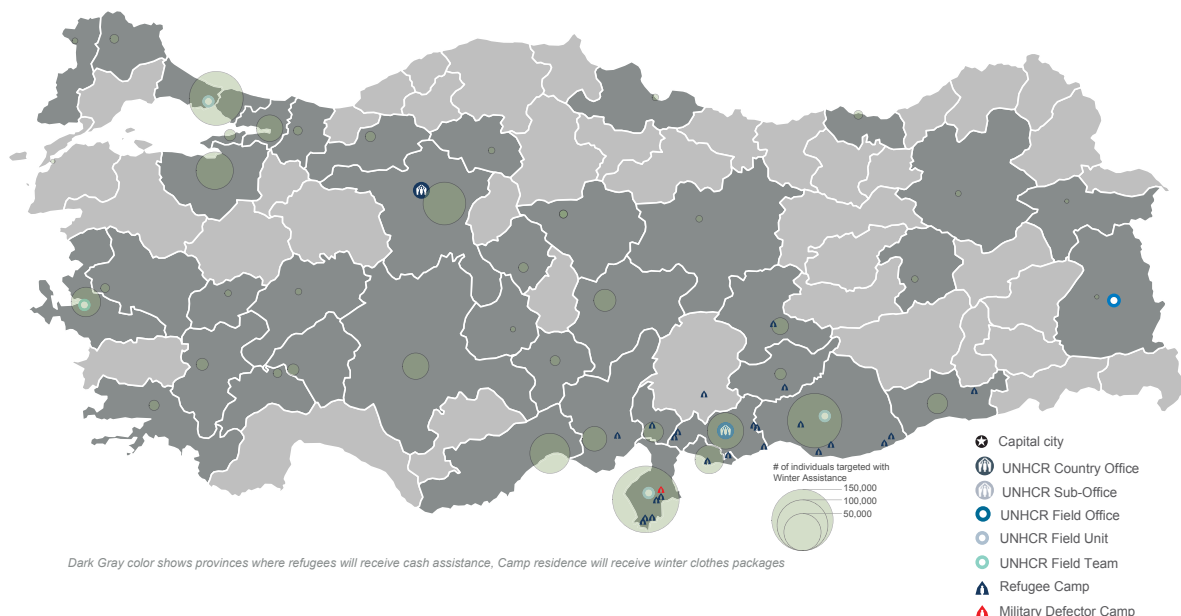 # of individuals targeted with
Winter Assistance
150,000
100,000
50,000
Capital city
UNHCR Country Office
UNHCR Sub-Office
UNHCR Field Office
UNHCR Field Unit
UNHCR Field Team
Refugee Camp
Military Defector Camp
Dark Gray color shows provinces where refugees will receive cash assistance, Camp residence will receive winter clothes packages